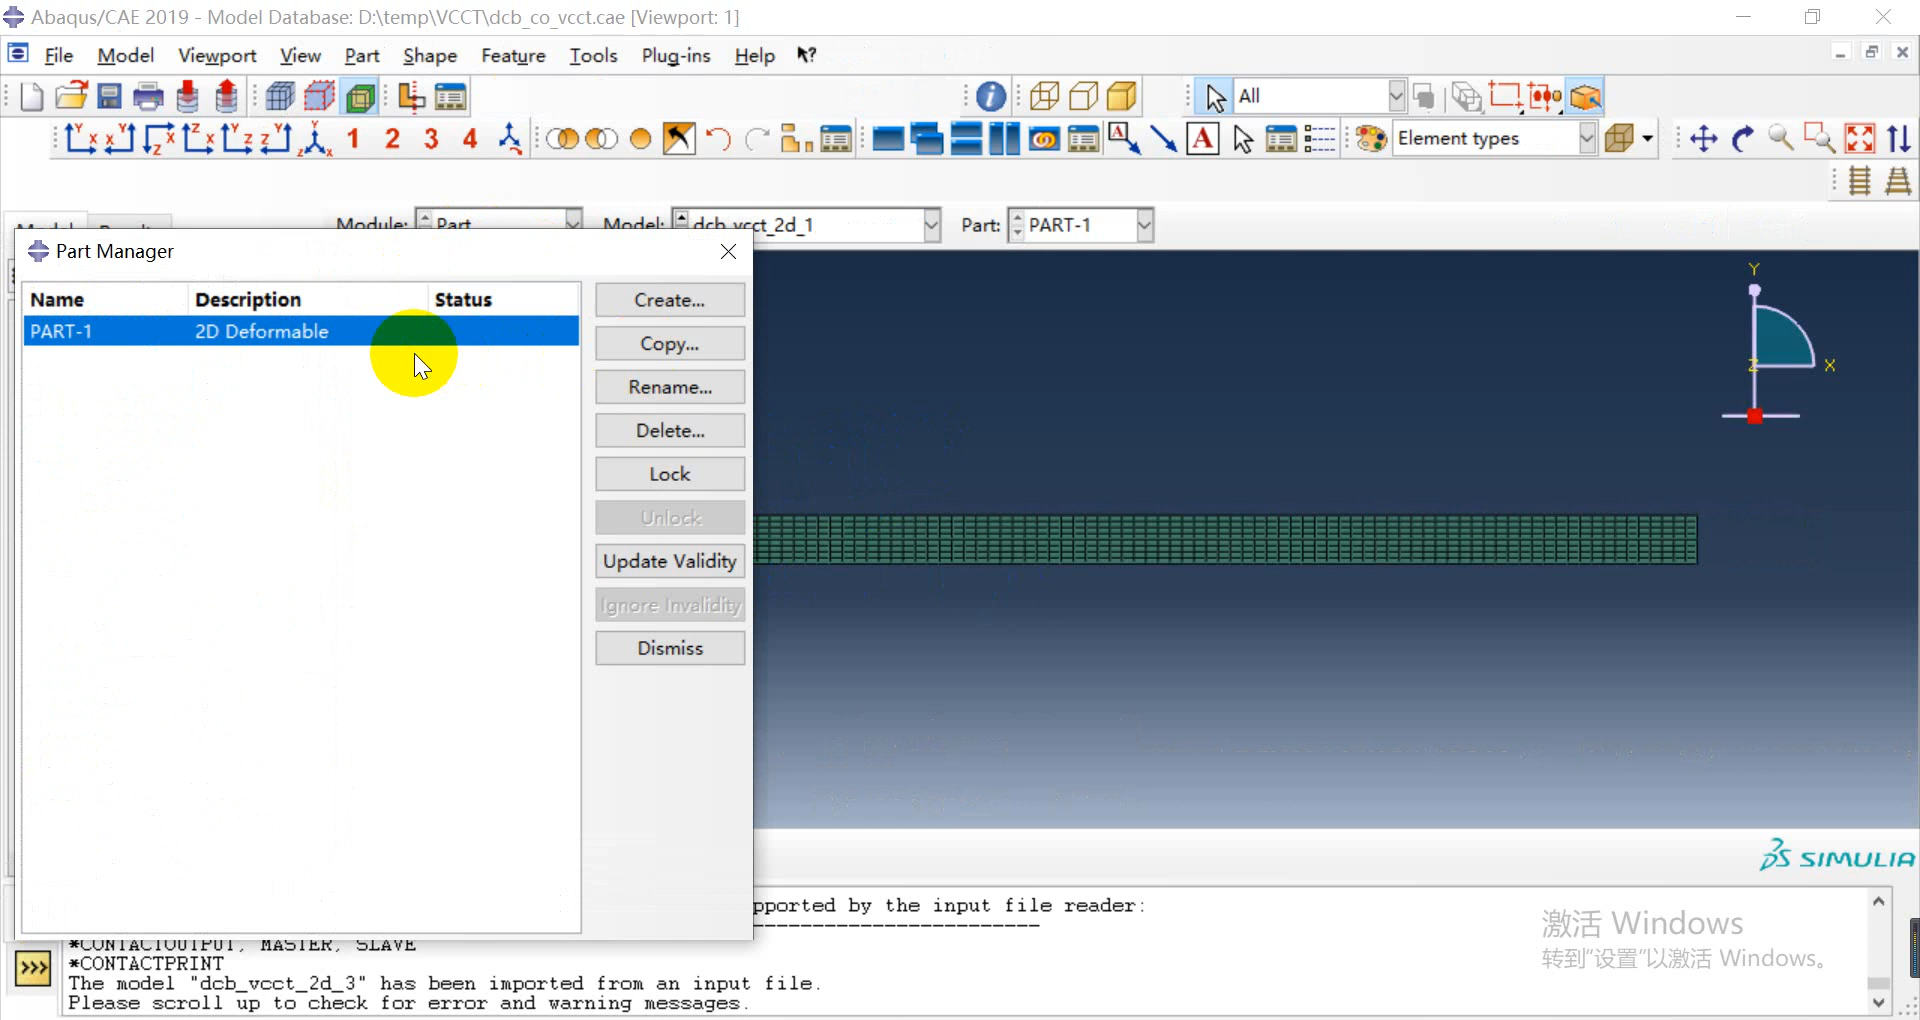 Abaqus/CAE 2019 - Model Database: D:\temp\VCCT\dcb_co_vcct.cae [Viewport: 1]
File Model Viewport View Part Shape Feature Tools Plug-ins Help
All
1 2 3 4
Element types
Module: Part Model: dcb_vcct_2d_1 Part: PART-1
Part Manager
Name Description Status
PART-1 2D Deformable
Create...
Copy...
Rename...
Delete...
Lock
Unlock
Update Validity
Ignore Invalidity
Dismiss
Y
Z X
SIMULIA
pported by the input file reader:
----------------------------
*CONTACTOUTPUT, MASTER, SLAVE
*CONTACTPRINT
The model "dcb_vcct_2d_3" has been imported from an input file.
Please scroll up to check for error and warning messages.
激活 Windows
转到"设置"以激活 Windows。